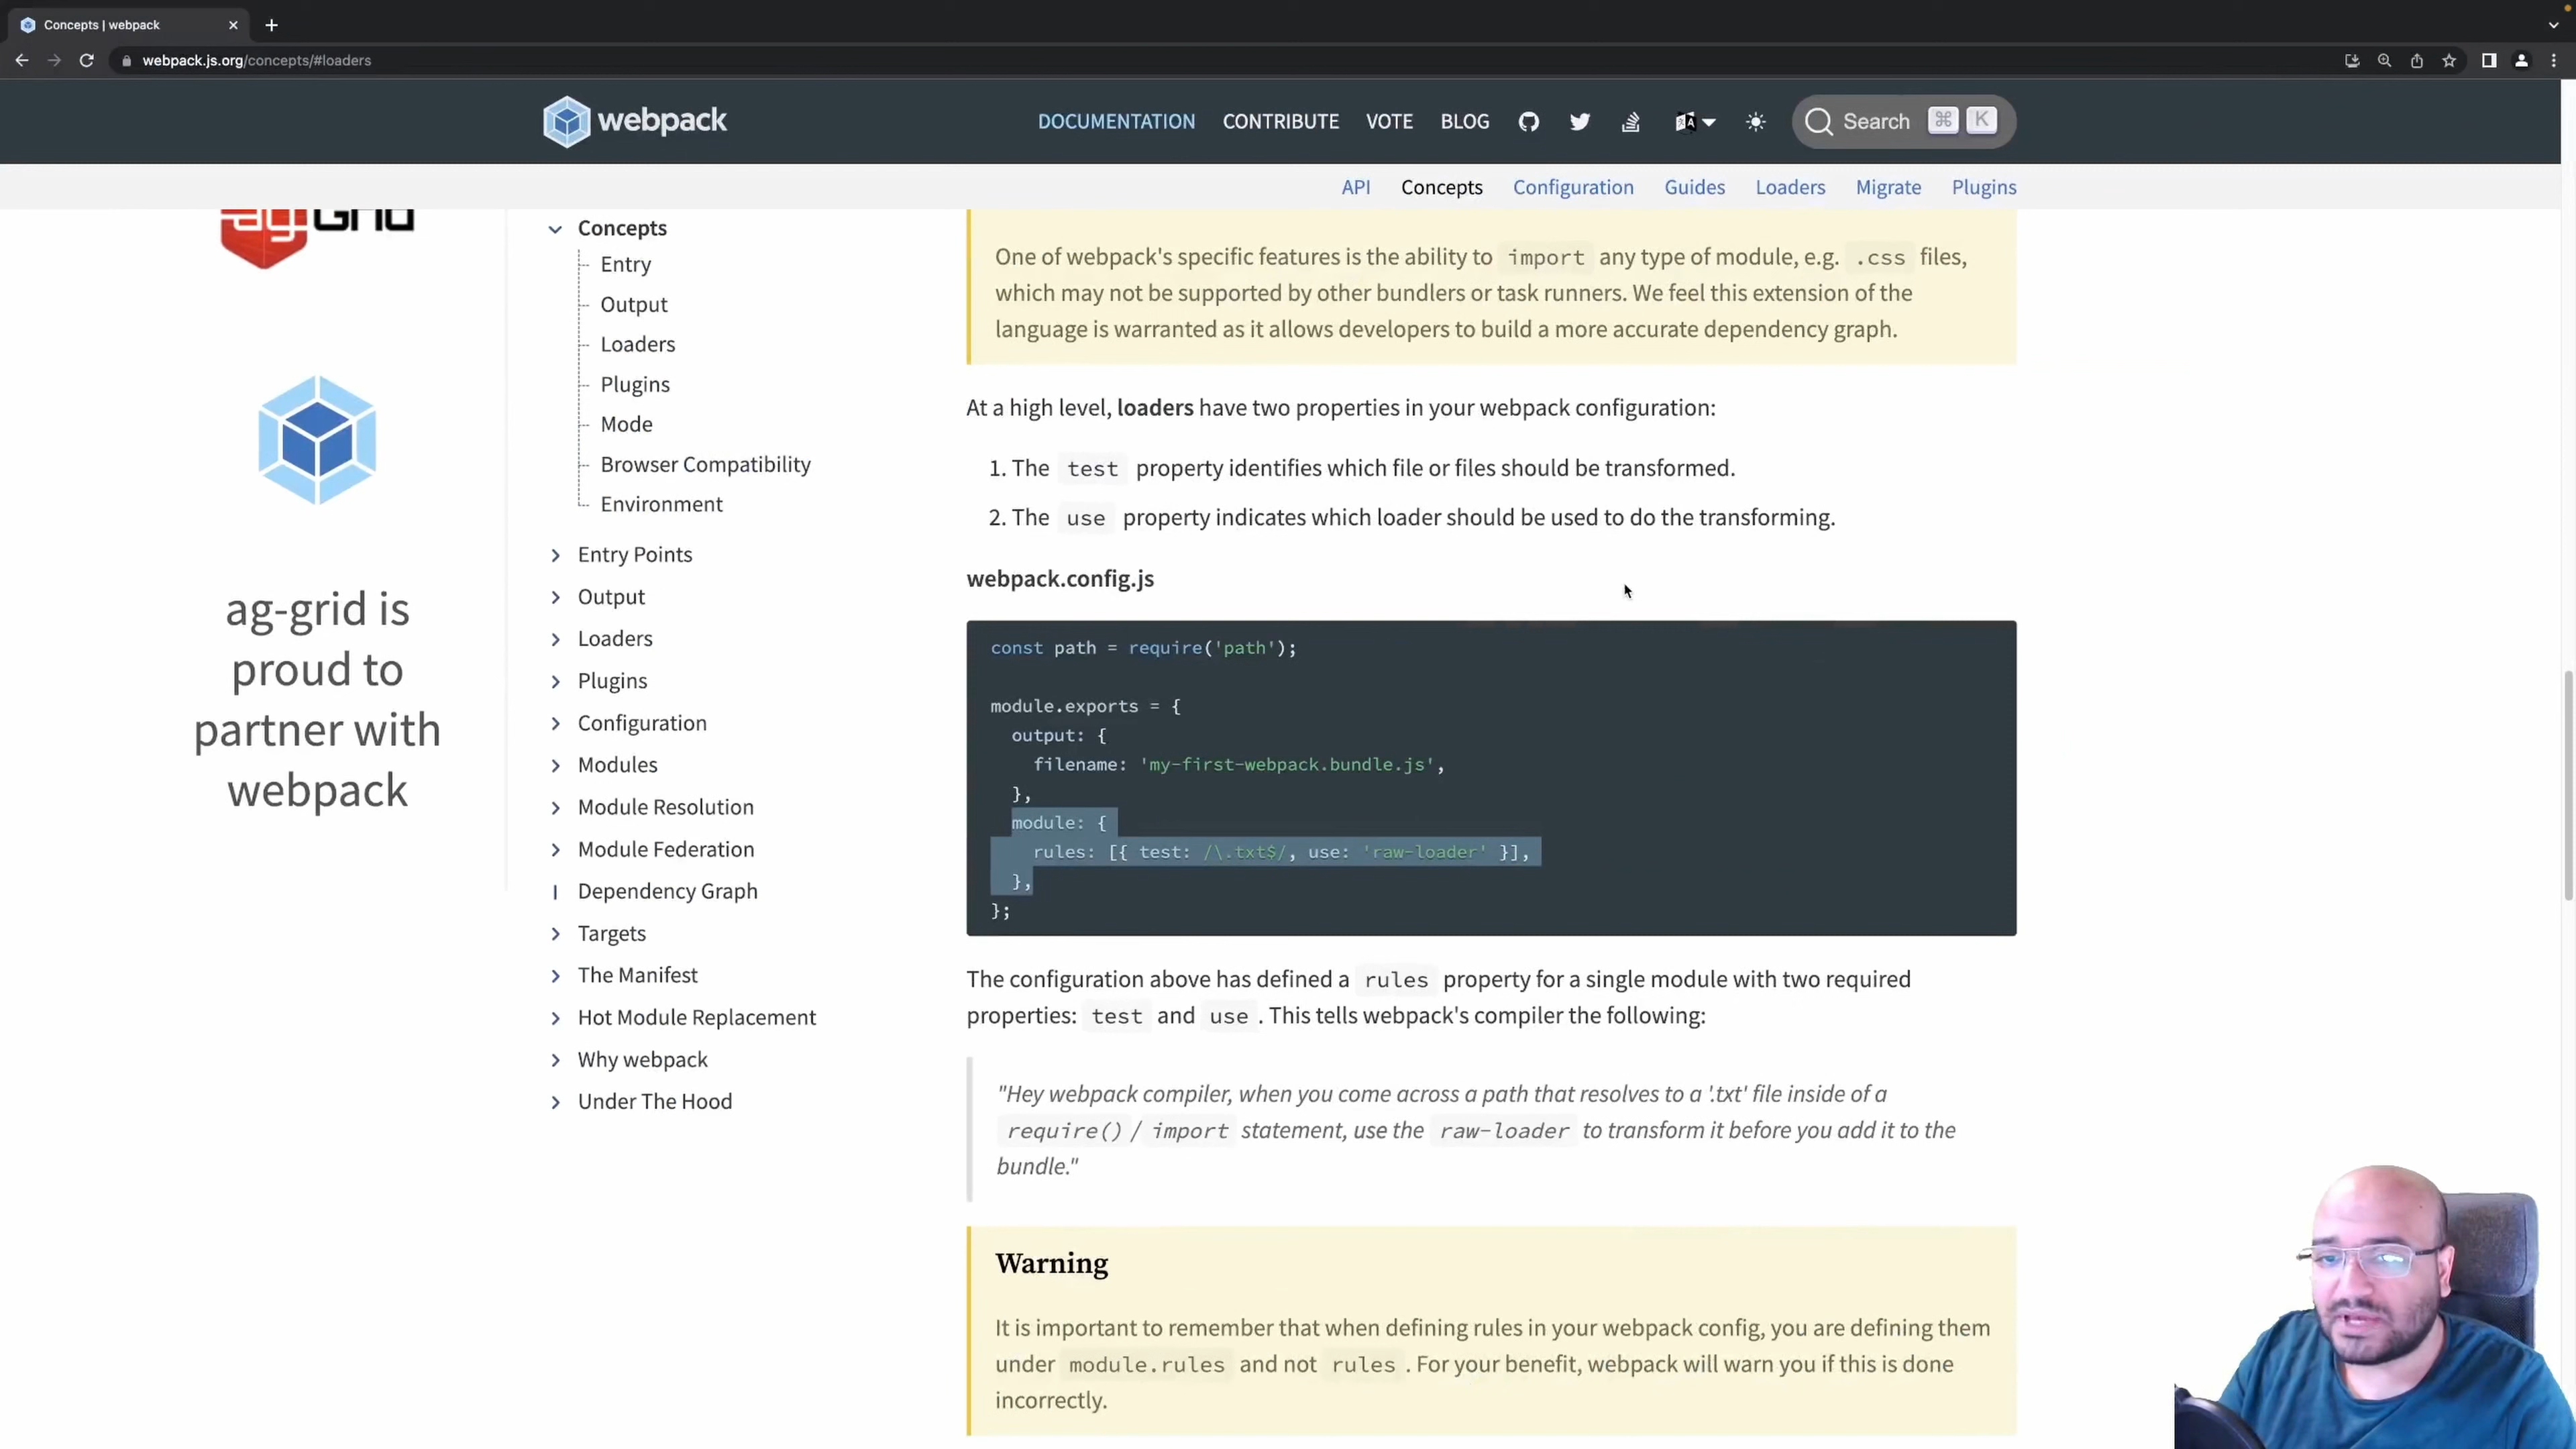 Concepts | webpack
webpack.js.org/concepts/#loaders
webpack
DOCUMENTATION CONTRIBUTE VOTE BLOG
Search ⌘ K
API Concepts Configuration Guides Loaders Migrate Plugins
ag-grid is
proud to
partner with
webpack
Concepts
Entry
Output
Loaders
Plugins
Mode
Browser Compatibility
Environment
Entry Points
Output
Loaders
Plugins
Configuration
Modules
Module Resolution
Module Federation
Dependency Graph
Targets
The Manifest
Hot Module Replacement
Why webpack
Under The Hood
One of webpack's specific features is the ability to import any type of module, e.g. .css files,
which may not be supported by other bundlers or task runners. We feel this extension of the
language is warranted as it allows developers to build a more accurate dependency graph.
At a high level, loaders have two properties in your webpack configuration:
1. The test property identifies which file or files should be transformed.
2. The use property indicates which loader should be used to do the transforming.
webpack.config.js
const path = require('path');
module.exports = {
output: {
filename: 'my-first-webpack.bundle.js',
},
module: {
rules: [{ test: /\.txt$/, use: 'raw-loader' }],
},
};
The configuration above has defined a rules property for a single module with two required
properties: test and use . This tells webpack's compiler the following:
"Hey webpack compiler, when you come across a path that resolves to a '.txt' file inside of a
require() / import statement, use the raw-loader to transform it before you add it to the
bundle."
Warning
It is important to remember that when defining rules in your webpack config, you are defining them
under module.rules and not rules . For your benefit, webpack will warn you if this is done
incorrectly.